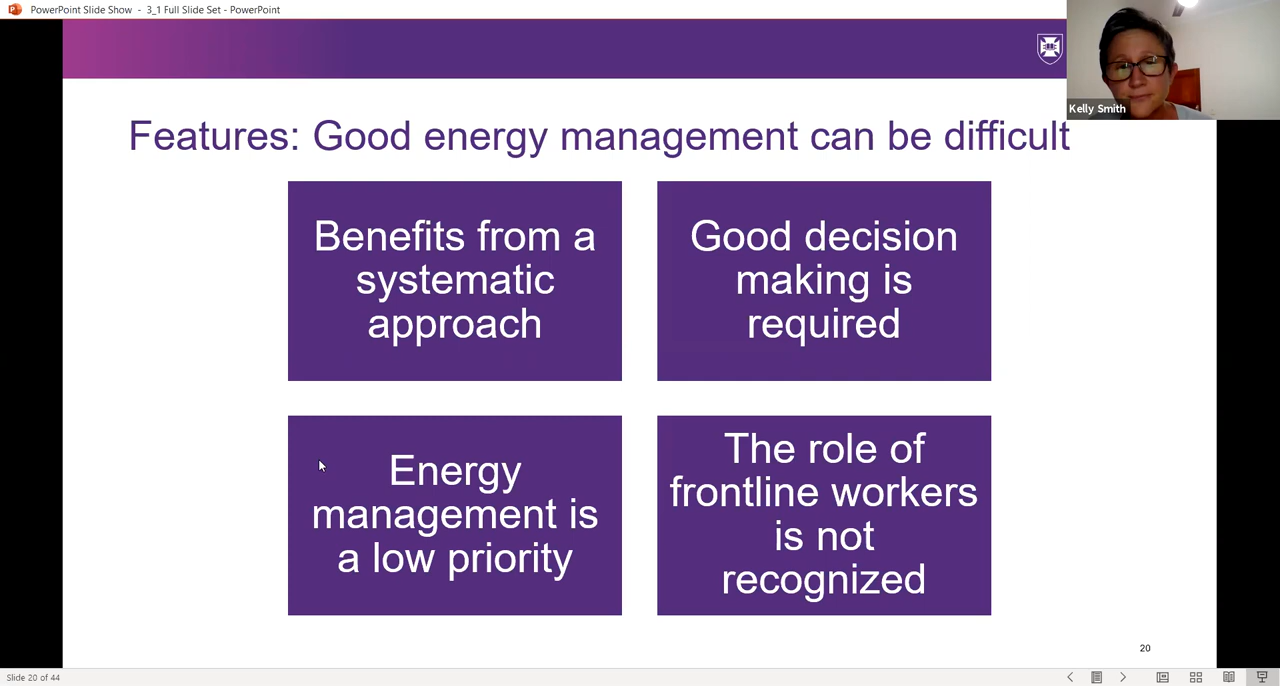 PowerPoint Slide Show - 3_1 Full Slide Set - PowerPoint
Kelly Smith
Features: Good energy management can be difficult
Benefits from a
systematic
approach
Good decision
making is
required
Energy
management is
a low priority
The role of
frontline workers
is not
recognized
20
Slide 20 of 44